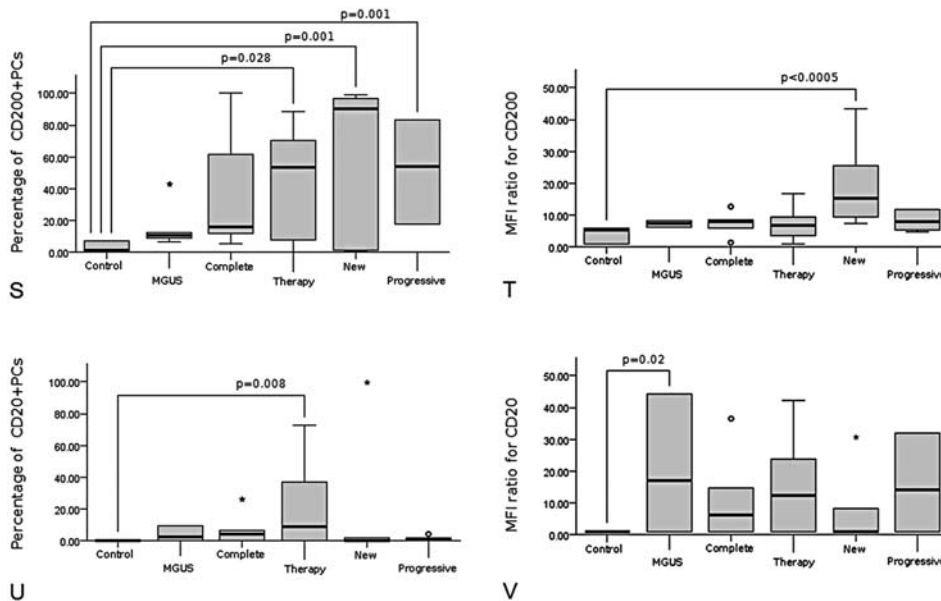 p=0.001
p=0.001
p=0.028
Percentage of CD200+PCs
100.00
80.00
60.00
40.00
20.00
0.00
Control
MGUS
Complete
Therapy
New
Progressive
S
p<0.0005
MFI ratio for CD200
50.00
40.00
30.00
20.00
10.00
0.00
Control
MGUS
Complete
Therapy
New
Progressive
T
p=0.008
Percentage of CD20+PCs
100.00
80.00
60.00
40.00
20.00
0.00
Control
MGUS
Complete
Therapy
New
Progressive
U
p=0.02
MFI ratio for CD20
50.00
40.00
30.00
20.00
10.00
0.00
Control
MGUS
Complete
Therapy
New
Progressive
V